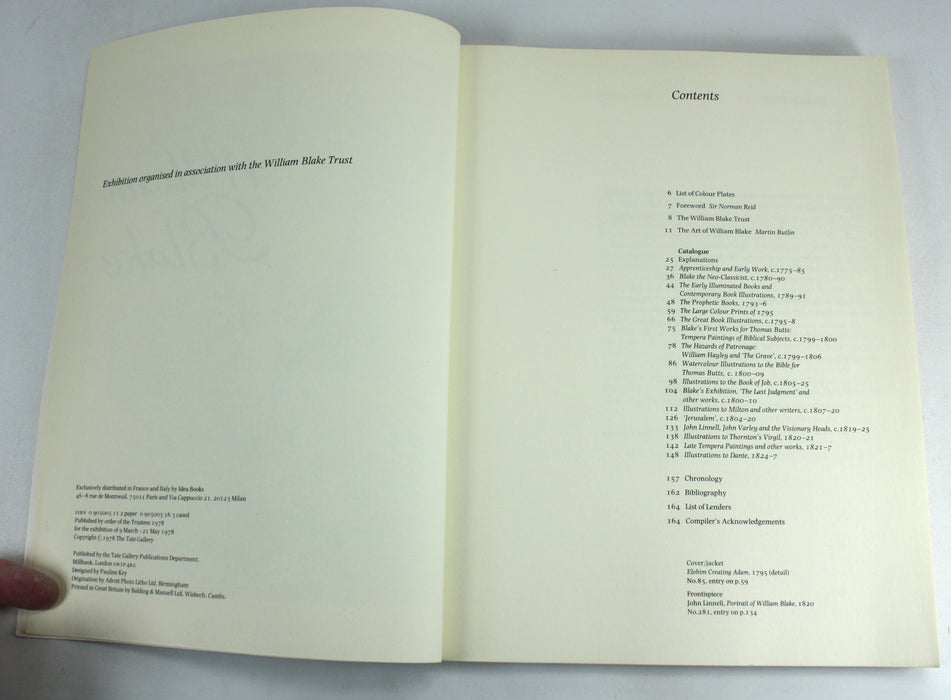 Exhibition organised in association with the William Blake Trust
Exclusively distributed in France and Italy by Idea Books
46–8 rue de Montreuil, 75011 Paris and Via Cappuccio 21, 20123 Milan
ISBN 0 905005 11 2 paper 0 905005 16 3 cased
Published by order of the Trustees 1978
for the exhibition of 9 March – 21 May 1978
Copyright © 1978 The Tate Gallery
Published by the Tate Gallery Publications Department,
Millbank, London SW1P 4RG
Designed by Pauline Key
Origination by Adroit Photo Litho Ltd. Birmingham
Printed in Great Britain by Balding & Mansell Ltd. Wisbech, Cambs.
Contents
6 List of Colour Plates
7 Foreword Sir Norman Reid
8 The William Blake Trust
11 The Art of William Blake Martin Butlin
Catalogue
25 Explanations
27 Apprenticeship and Early Work, c.1775–85
36 Blake the Neo-Classicist, c.1780–90
44 The Early Illuminated Books and
Contemporary Book Illustrations, 1789–91
48 The Prophetic Books, 1793–6
59 The Large Colour Prints of 1795
66 The Great Book Illustrations, c.1795–8
75 Blake's First Works for Thomas Butts:
Tempera Paintings of Biblical Subjects, c.1799–1800
78 The Hazards of Patronage:
William Hayley and 'The Grave', c.1799–1806
86 Watercolour Illustrations to the Bible for
Thomas Butts, c. 1800–09
98 Illustrations to the Book of Job, c.1805–25
104 Blake's Exhibition, 'The Last Judgment' and
other works, c.1800–10
112 Illustrations to Milton and other writers, c.1807–20
126 'Jerusalem', c.1804–20
133 John Linnell, John Varley and the Visionary Heads, c.1819–25
138 Illustrations to Thornton's Virgil, 1820–21
142 Late Tempera Paintings and other works, 1821–7
148 Illustrations to Dante, 1824–7
157 Chronology
162 Bibliography
164 List of Lenders
164 Compiler's Acknowledgements
Cover/jacket
Elohim Creating Adam, 1795 (detail)
No.85, entry on p.59
Frontispiece
John Linnell, Portrait of William Blake, 1820
No.281, entry on p.134